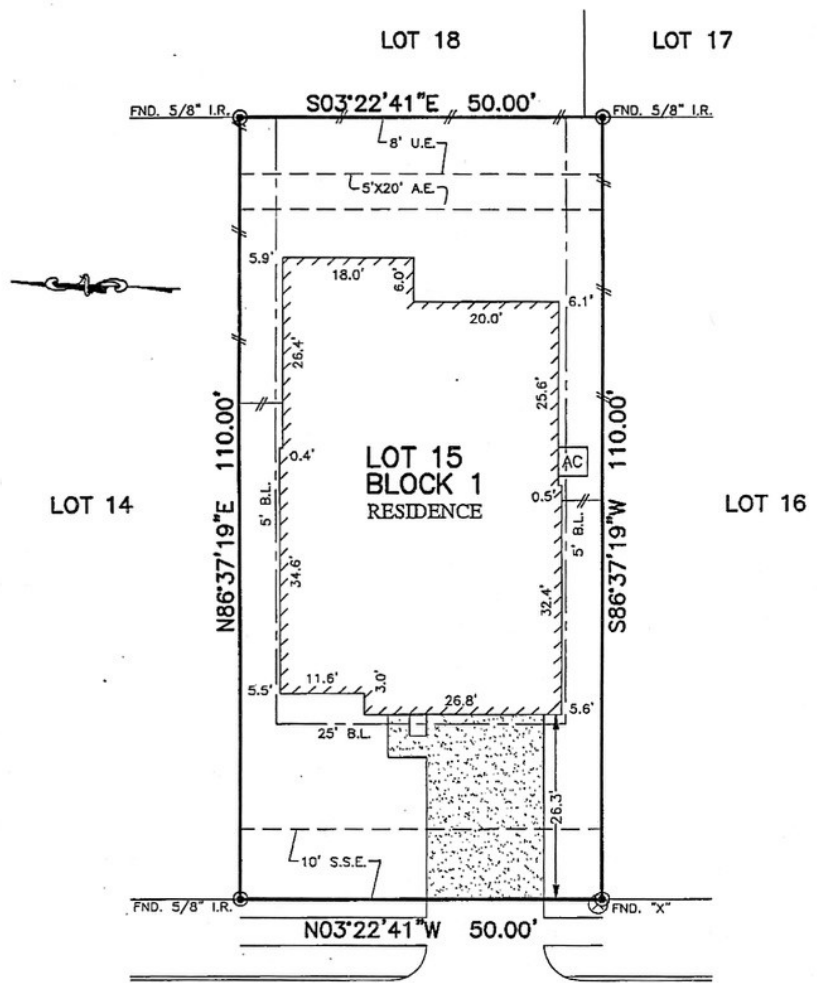 LOT 18
LOT 17
FND. 5/8" I.R.
S03°22'41"E 50.00'
FND. 5/8" I.R.
8' U.E.
5'X20' A.E.
5.9'
18.0'
6.0'
20.0'
6.1'
26.4'
25.6'
N86°37'19"E 110.00'
S86°37'19"W 110.00'
0.4'
LOT 15
BLOCK 1
RESIDENCE
AC
0.5'
LOT 14
LOT 16
5' B.L.
5' B.L.
34.6'
32.4'
5.5'
11.6'
3.0'
26.8'
5.6'
25' B.L.
26.3'
10' S.S.E.
FND. 5/8" I.R.
FND. "X"
N03°22'41"W 50.00'